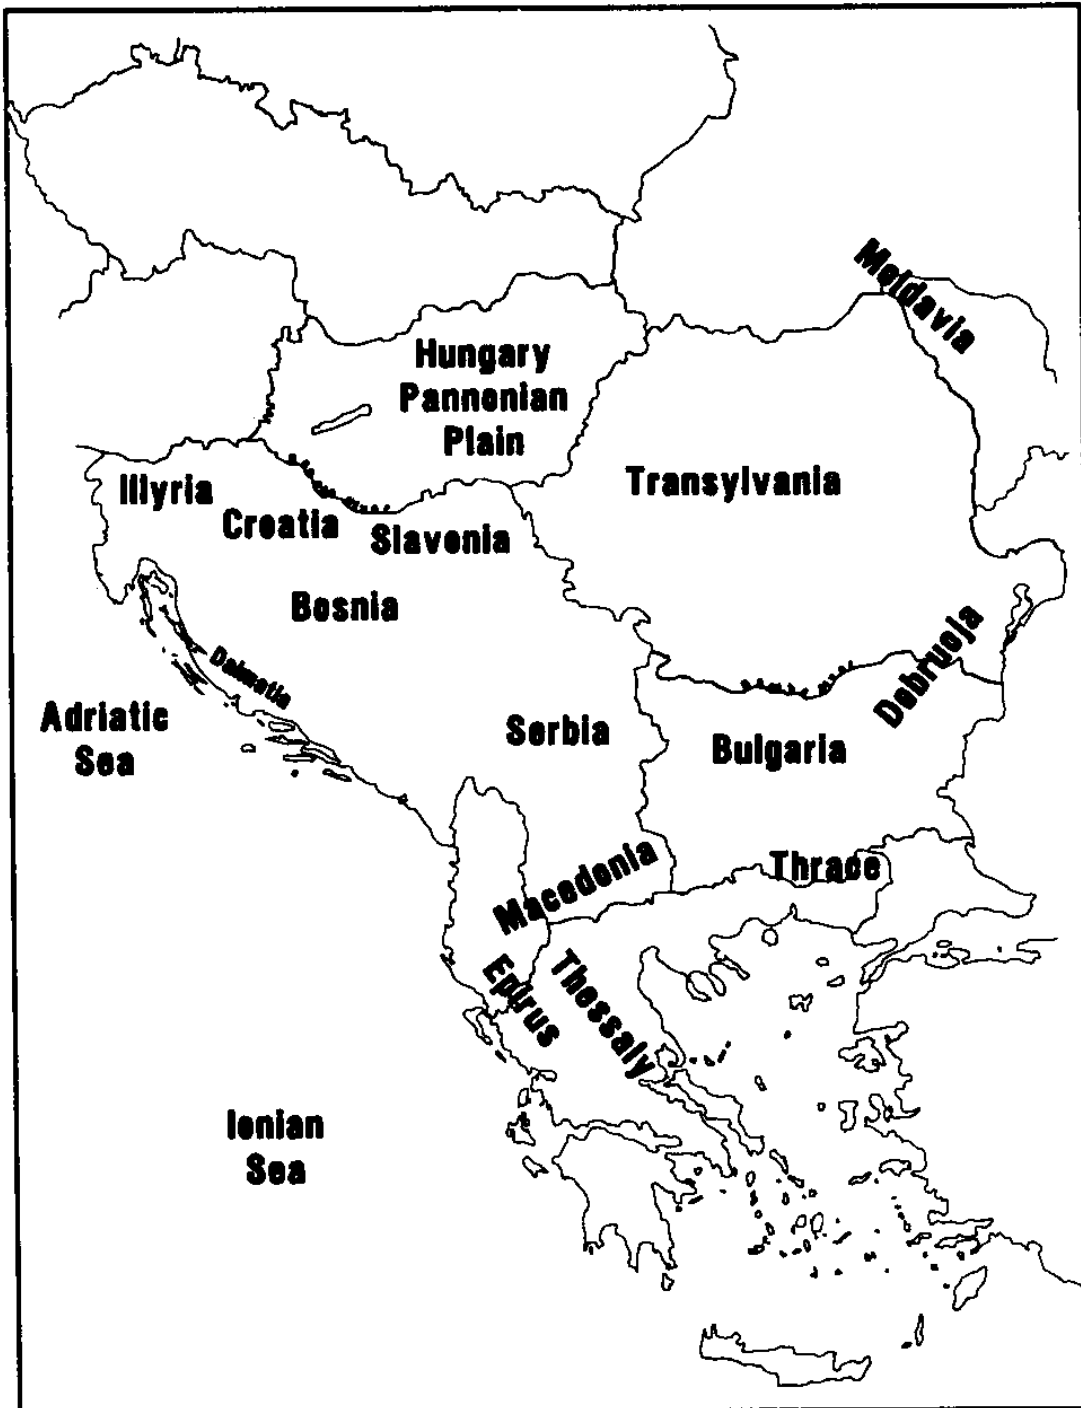 Moldavia
Hungary
Pannonian
Plain
Illyria
Croatia
Slavonia
Transylvania
Bosnia
Dalmatia
Dobruoja
Adriatic
Sea
Serbia
Bulgaria
Thrace
Macedonia
Epirus
Thessaly
Ionian
Sea